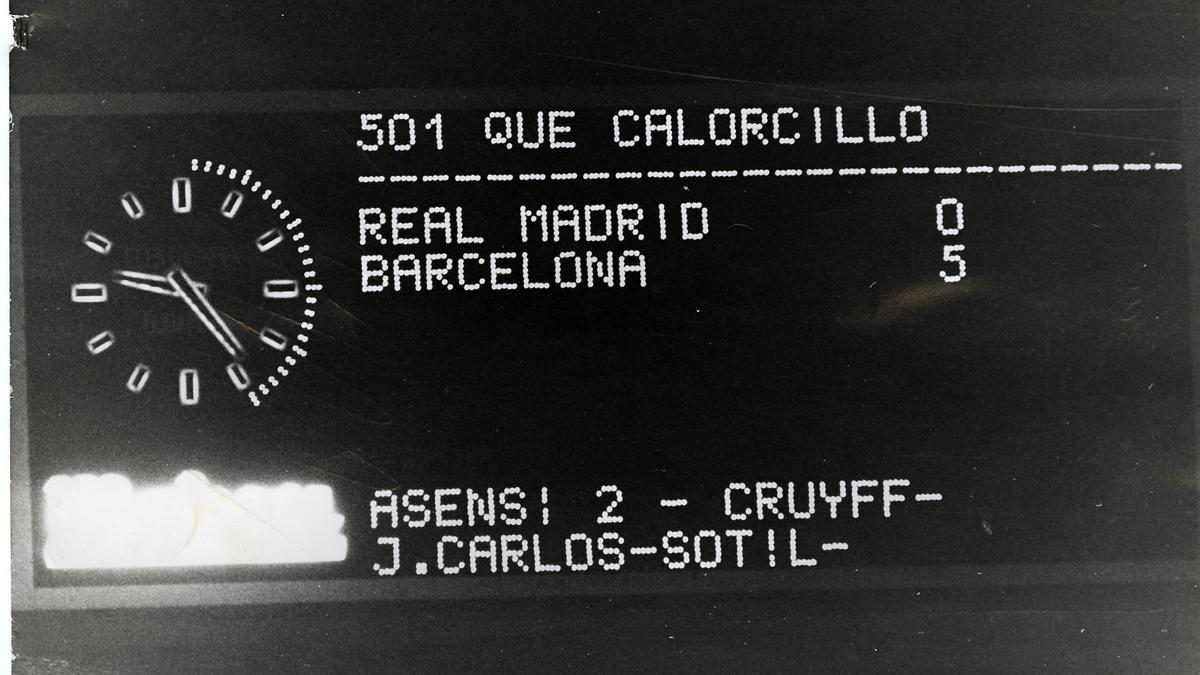 501 QUE CALORCILLO
REAL MADRID 0
BARCELONA 5
ASENSI 2 - CRUYFF-
J.CARLOS-SOTIL-